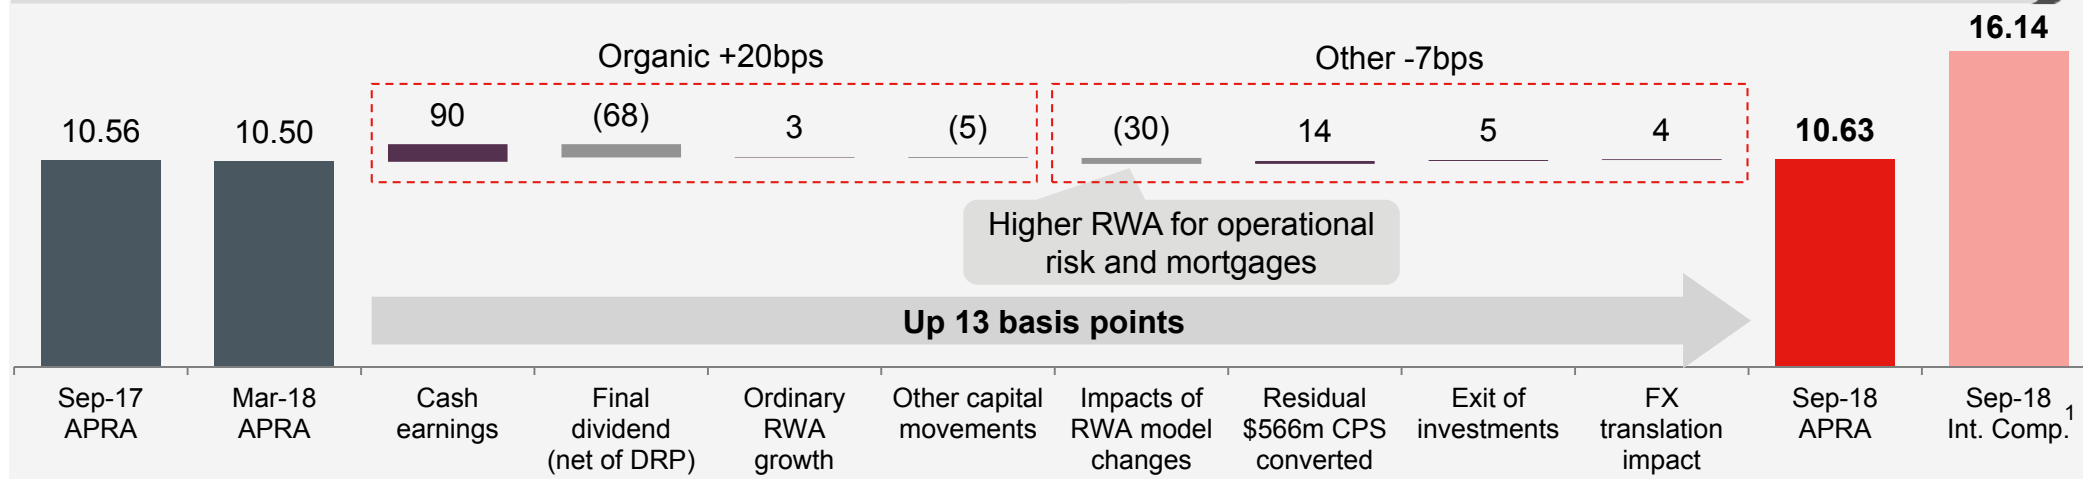 16.14
Organic +20bps
Other -7bps
10.56
10.50
90
(68)
3
(5)
(30)
14
5
4
10.63
Higher RWA for operational
risk and mortgages
Up 13 basis points
Sep-17
APRA
Mar-18
APRA
Cash
earnings
Final
dividend
(net of DRP)
Ordinary
RWA
growth
Other capital
movements
Impacts of
RWA model
changes
Residual
$566m CPS
converted
Exit of
investments
FX
translation
impact
Sep-18
APRA
Sep-18
Int. Comp.1